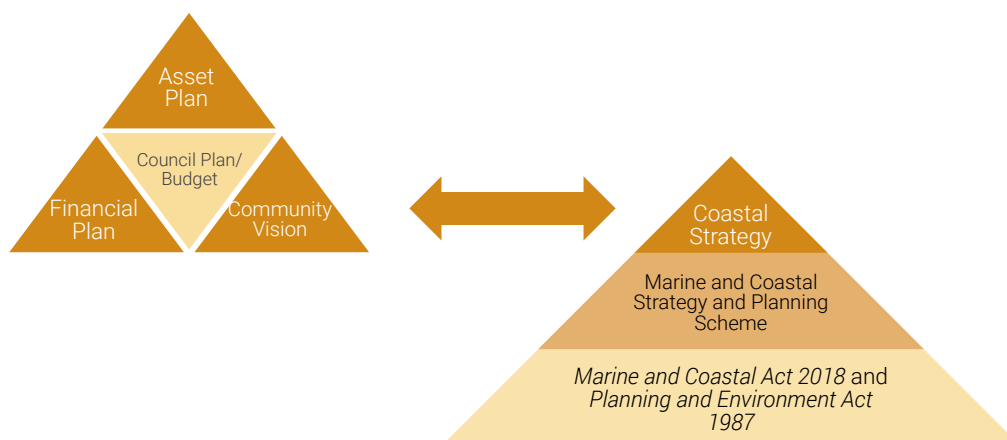 Asset
Plan
Council Plan/
Budget
Financial
Plan
Community
Vision
Coastal
Strategy
Marine and Coastal
Strategy and Planning
Scheme
Marine and Coastal Act 2018 and
Planning and Environment Act
1987